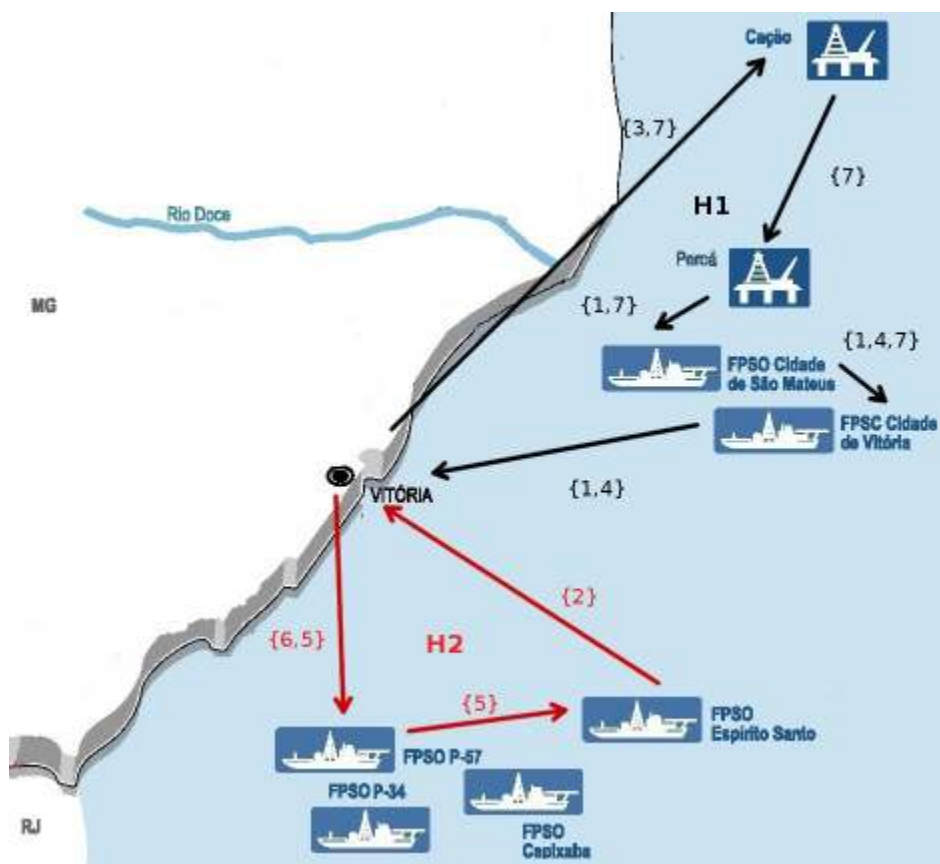 Cação
{3,7}
{7}
H1
Rio Doce
Peroá
MG
{1,7}
{1,4,7}
FPSO Cidade
de São Mateus
FPSC Cidade
de Vitória
VITÓRIA
{1,4}
{2}
{6,5}
H2
{5}
FPSO
Espírito Santo
FPSO P-57
FPSO P-34
RJ
FPSO
Capixaba